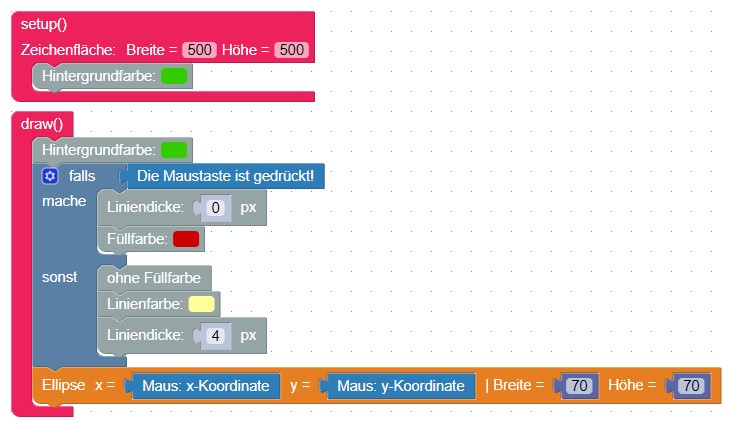 setup()
Zeichenfläche: Breite = 500 Höhe = 500
Hintergrundfarbe:
draw()
Hintergrundfarbe:
falls Die Maustaste ist gedrückt!
mache Liniendicke: 0 px
Füllfarbe:
sonst ohne Füllfarbe
Linienfarbe:
Liniendicke: 4 px
Ellipse x = Maus: x-Koordinate y = Maus: y-Koordinate | Breite = 70 Höhe = 70